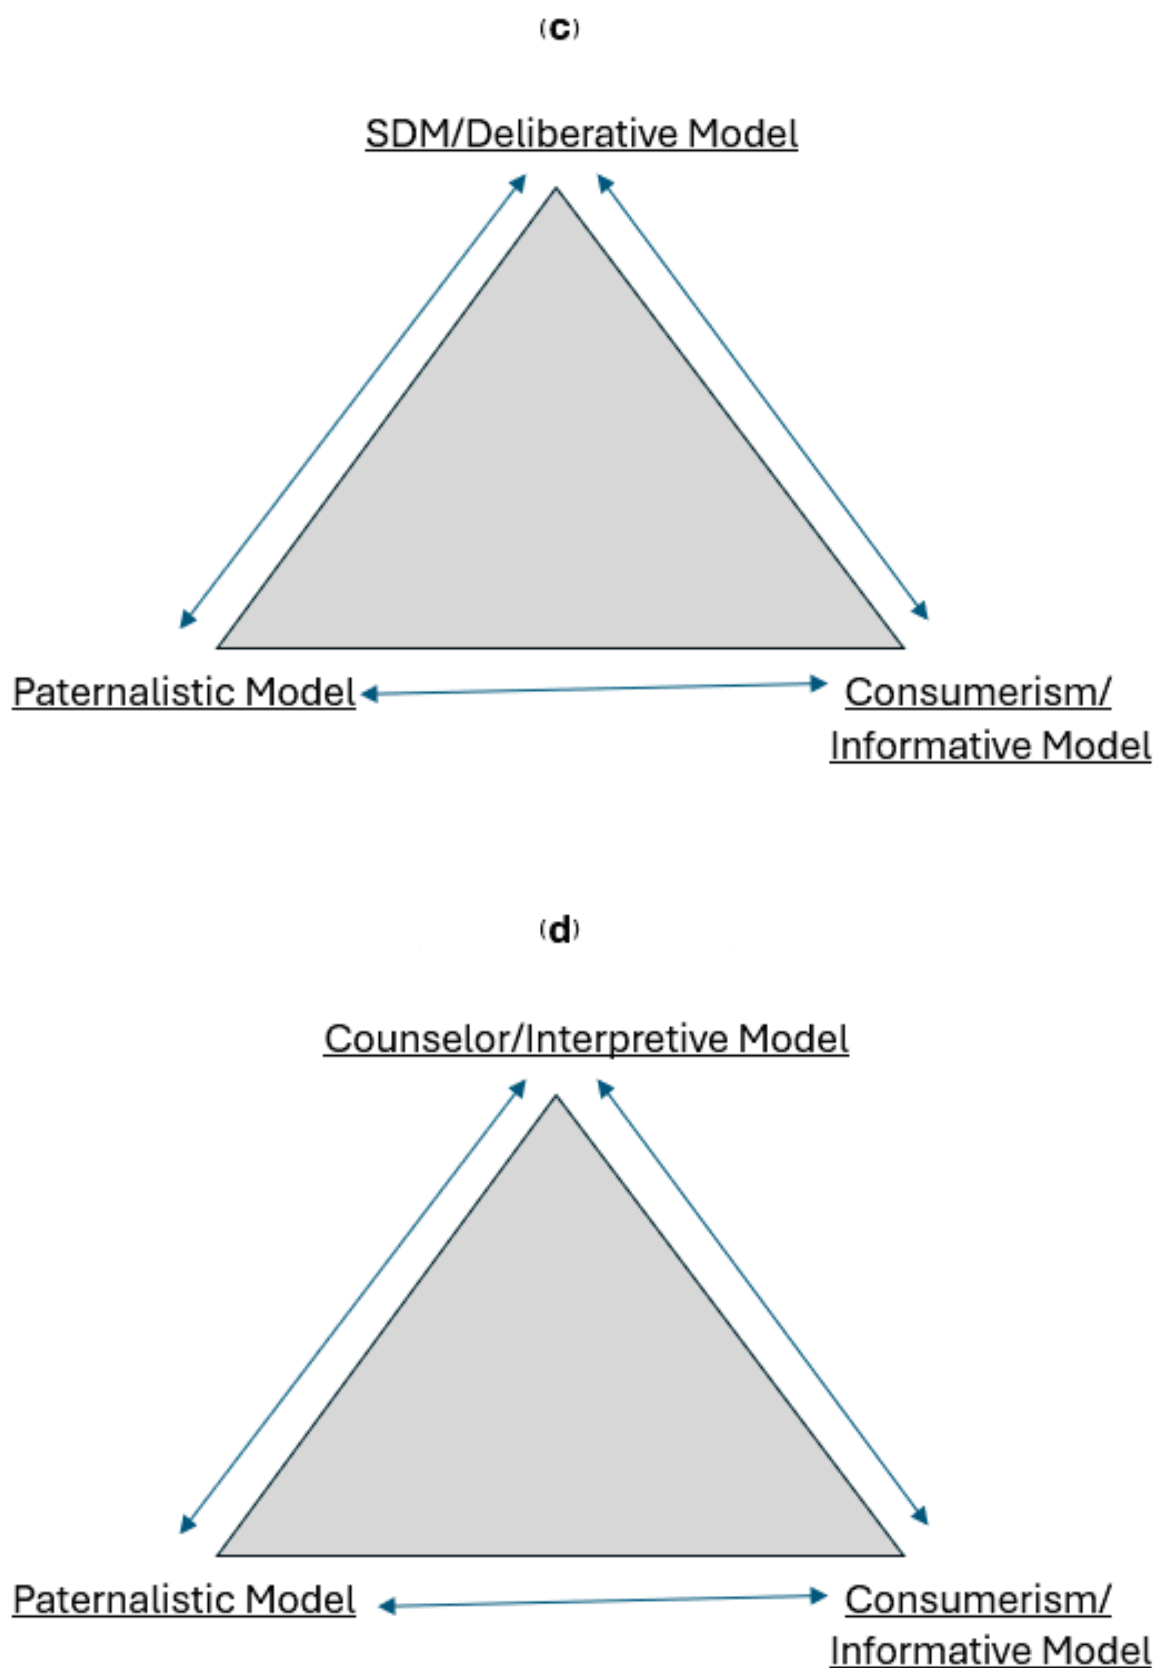 (c)
SDM/Deliberative Model
Paternalistic Model
Consumerism/
Informative Model
(d)
Counselor/Interpretive Model
Paternalistic Model
Consumerism/
Informative Model